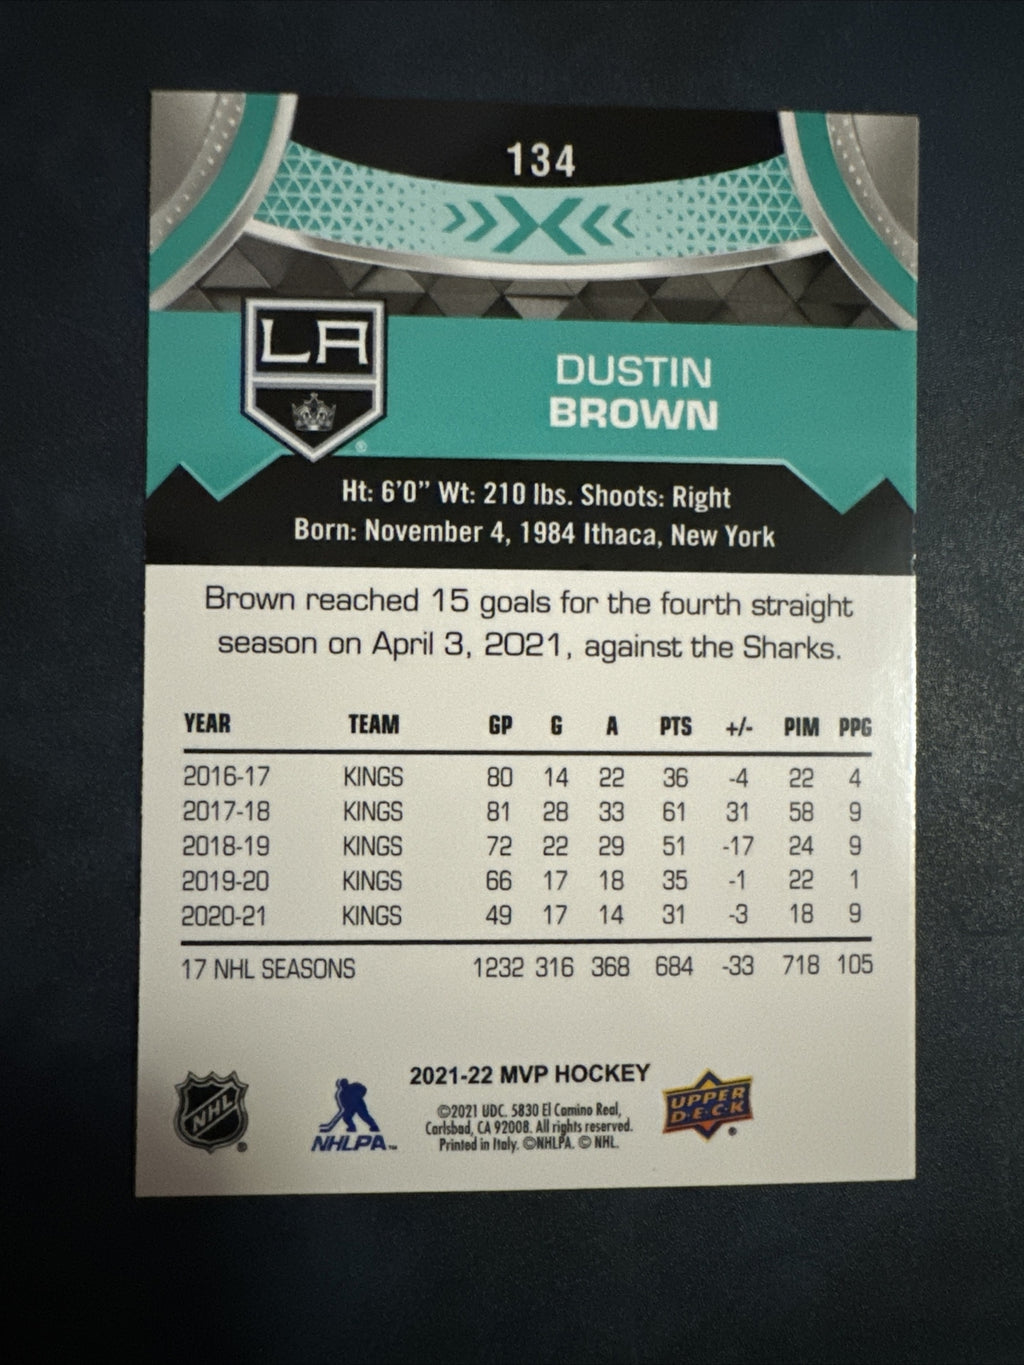 134
LA
DUSTIN
BROWN
Ht: 6'0" Wt: 210 lbs. Shoots: Right
Born: November 4, 1984 Ithaca, New York
Brown reached 15 goals for the fourth straight
season on April 3, 2021, against the Sharks.
YEAR TEAM GP G A PTS +/- PIM PPG
2016-17 KINGS 80 14 22 36 -4 22 4
2017-18 KINGS 81 28 33 61 31 58 9
2018-19 KINGS 72 22 29 51 -17 24 9
2019-20 KINGS 66 17 18 35 -1 22 1
2020-21 KINGS 49 17 14 31 -3 18 9
17 NHL SEASONS 1232 316 368 684 -33 718 105
2021-22 MVP HOCKEY
©2021 UDC. 5830 El Camino Real,
Carlsbad, CA 92008. All rights reserved.
Printed in Italy. ©NHLPA. © NHL.
NHL ®
NHLPA™
UPPER
D·E·C·K ®